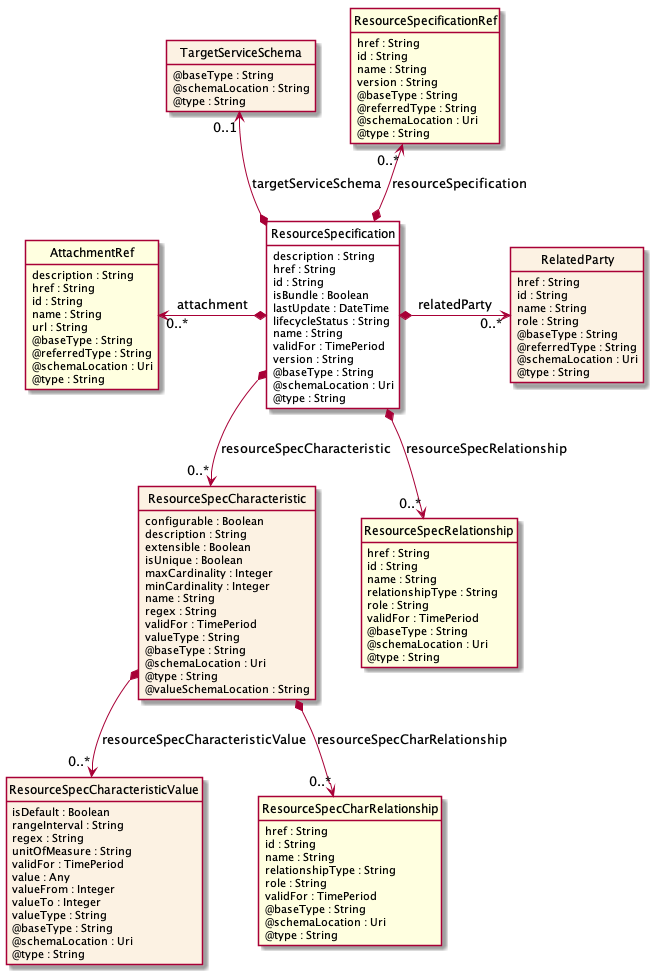 ResourceSpecificationRef
href : String
id : String
name : String
version : String
@baseType : String
@referredType : String
@schemaLocation : Uri
@type : String
TargetServiceSchema
@baseType : String
@schemaLocation : String
@type : String
0..1
0..*
targetServiceSchema
resourceSpecification
ResourceSpecification
description : String
href : String
id : String
isBundle : Boolean
lastUpdate : DateTime
lifecycleStatus : String
name : String
validFor : TimePeriod
version : String
@baseType : String
@schemaLocation : Uri
@type : String
AttachmentRef
description : String
href : String
id : String
name : String
url : String
@baseType : String
@referredType : String
@schemaLocation : Uri
@type : String
attachment
0..*
relatedParty
0..*
RelatedParty
href : String
id : String
name : String
role : String
@baseType : String
@referredType : String
@schemaLocation : Uri
@type : String
resourceSpecCharacteristic
0..*
resourceSpecRelationship
0..*
ResourceSpecCharacteristic
configurable : Boolean
description : String
extensible : Boolean
isUnique : Boolean
maxCardinality : Integer
minCardinality : Integer
name : String
regex : String
validFor : TimePeriod
valueType : String
@baseType : String
@schemaLocation : Uri
@type : String
@valueSchemaLocation : String
ResourceSpecRelationship
href : String
id : String
name : String
relationshipType : String
role : String
validFor : TimePeriod
@baseType : String
@schemaLocation : Uri
@type : String
resourceSpecCharacteristicValue
0..*
resourceSpecCharRelationship
0..*
ResourceSpecCharacteristicValue
isDefault : Boolean
rangeInterval : String
regex : String
unitOfMeasure : String
validFor : TimePeriod
value : Any
valueFrom : Integer
valueTo : Integer
valueType : String
@baseType : String
@schemaLocation : Uri
@type : String
ResourceSpecCharRelationship
href : String
id : String
name : String
relationshipType : String
role : String
validFor : TimePeriod
@baseType : String
@schemaLocation : Uri
@type : String